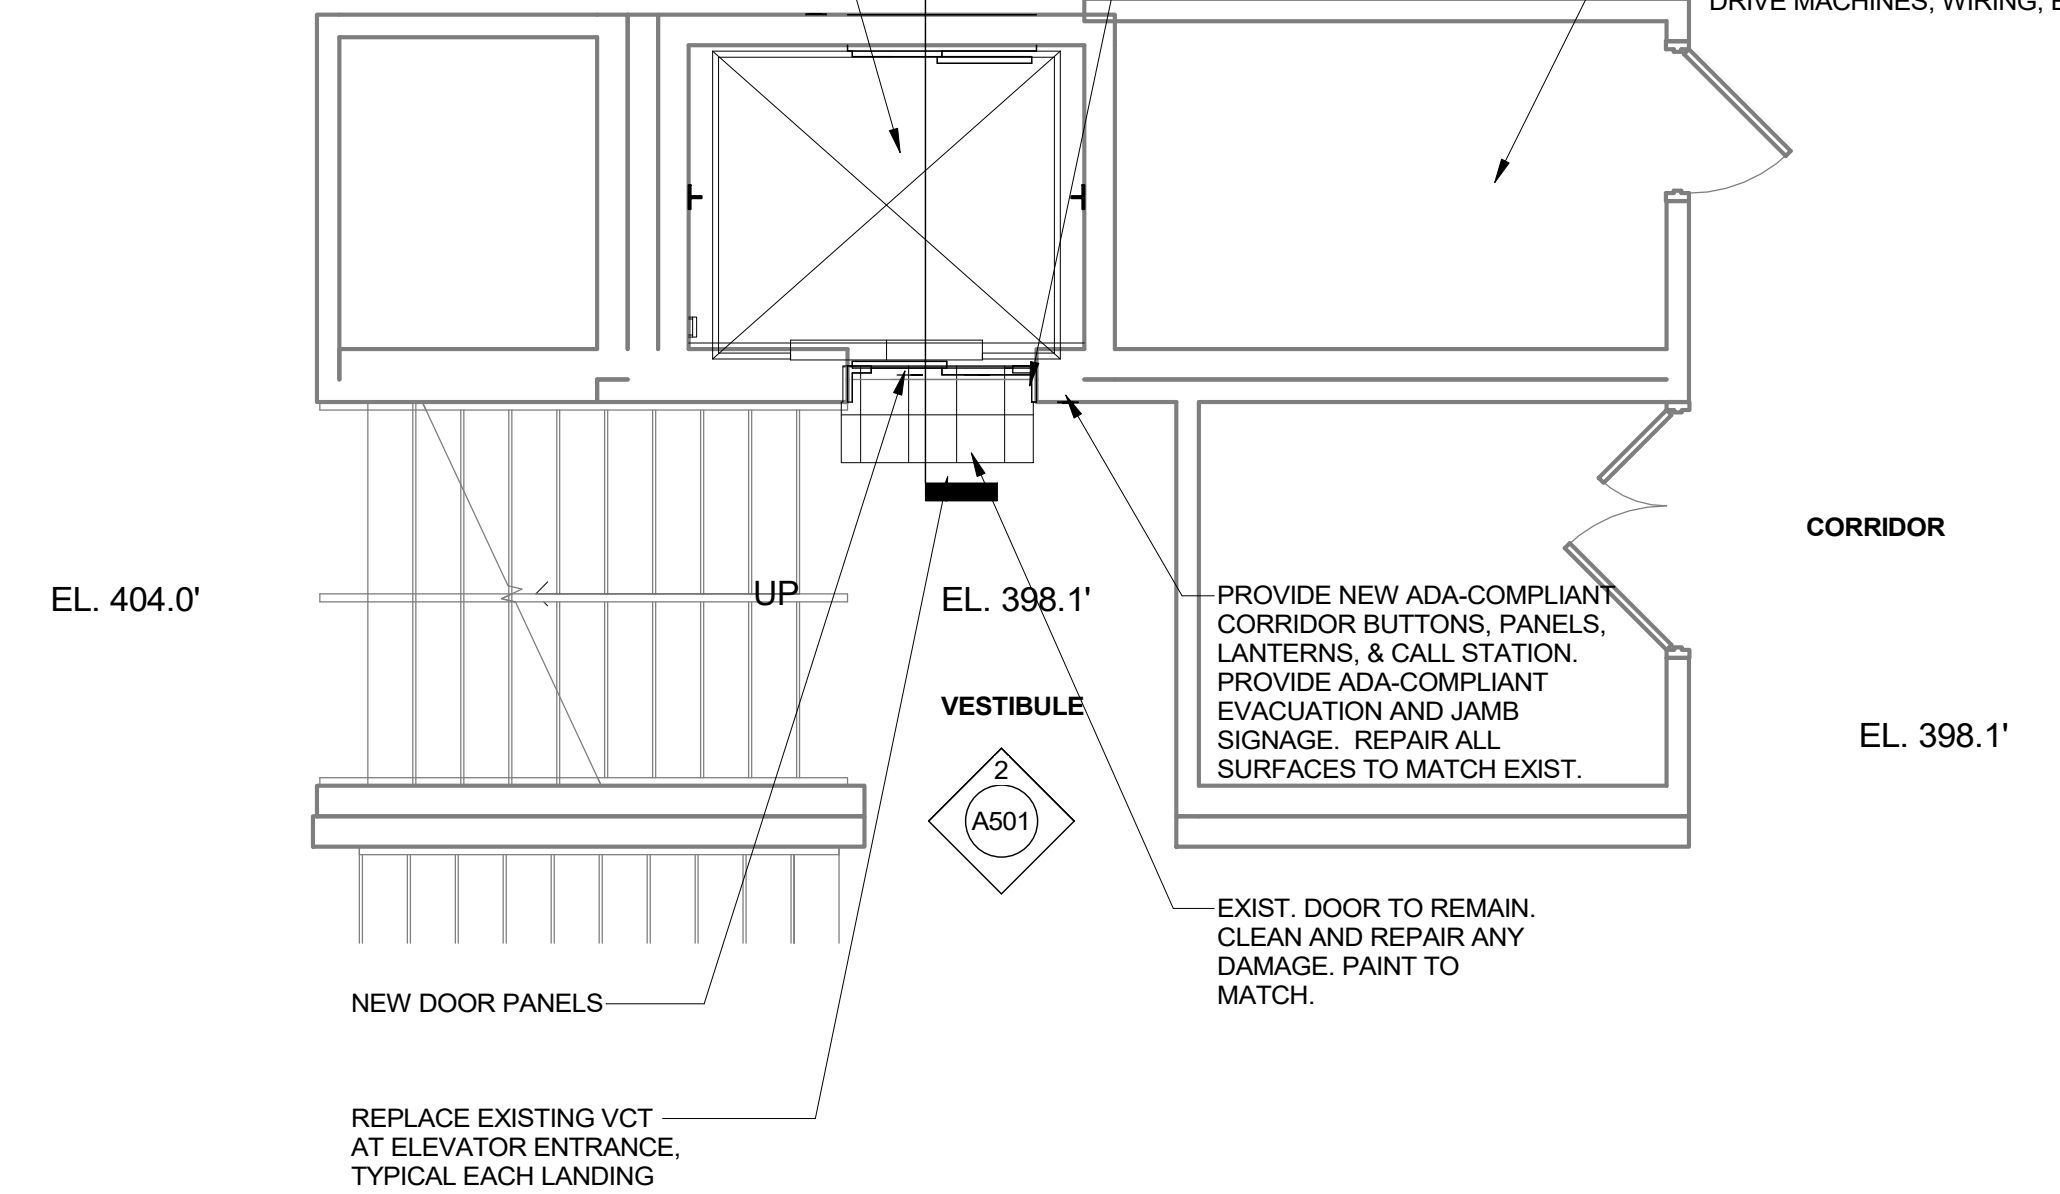 DRIVE MACHINES, WIRING,
CORRIDOR
EL. 404.0'
UP
EL. 398.1'
PROVIDE NEW ADA-COMPLIANT
CORRIDOR BUTTONS, PANELS,
LANTERNS, & CALL STATION.
PROVIDE ADA-COMPLIANT
EVACUATION AND JAMB
SIGNAGE. REPAIR ALL
SURFACES TO MATCH EXIST.
VESTIBULE
EL. 398.1'
2
A501
EXIST. DOOR TO REMAIN.
CLEAN AND REPAIR ANY
DAMAGE. PAINT TO
MATCH.
NEW DOOR PANELS
REPLACE EXISTING VCT
AT ELEVATOR ENTRANCE,
TYPICAL EACH LANDING